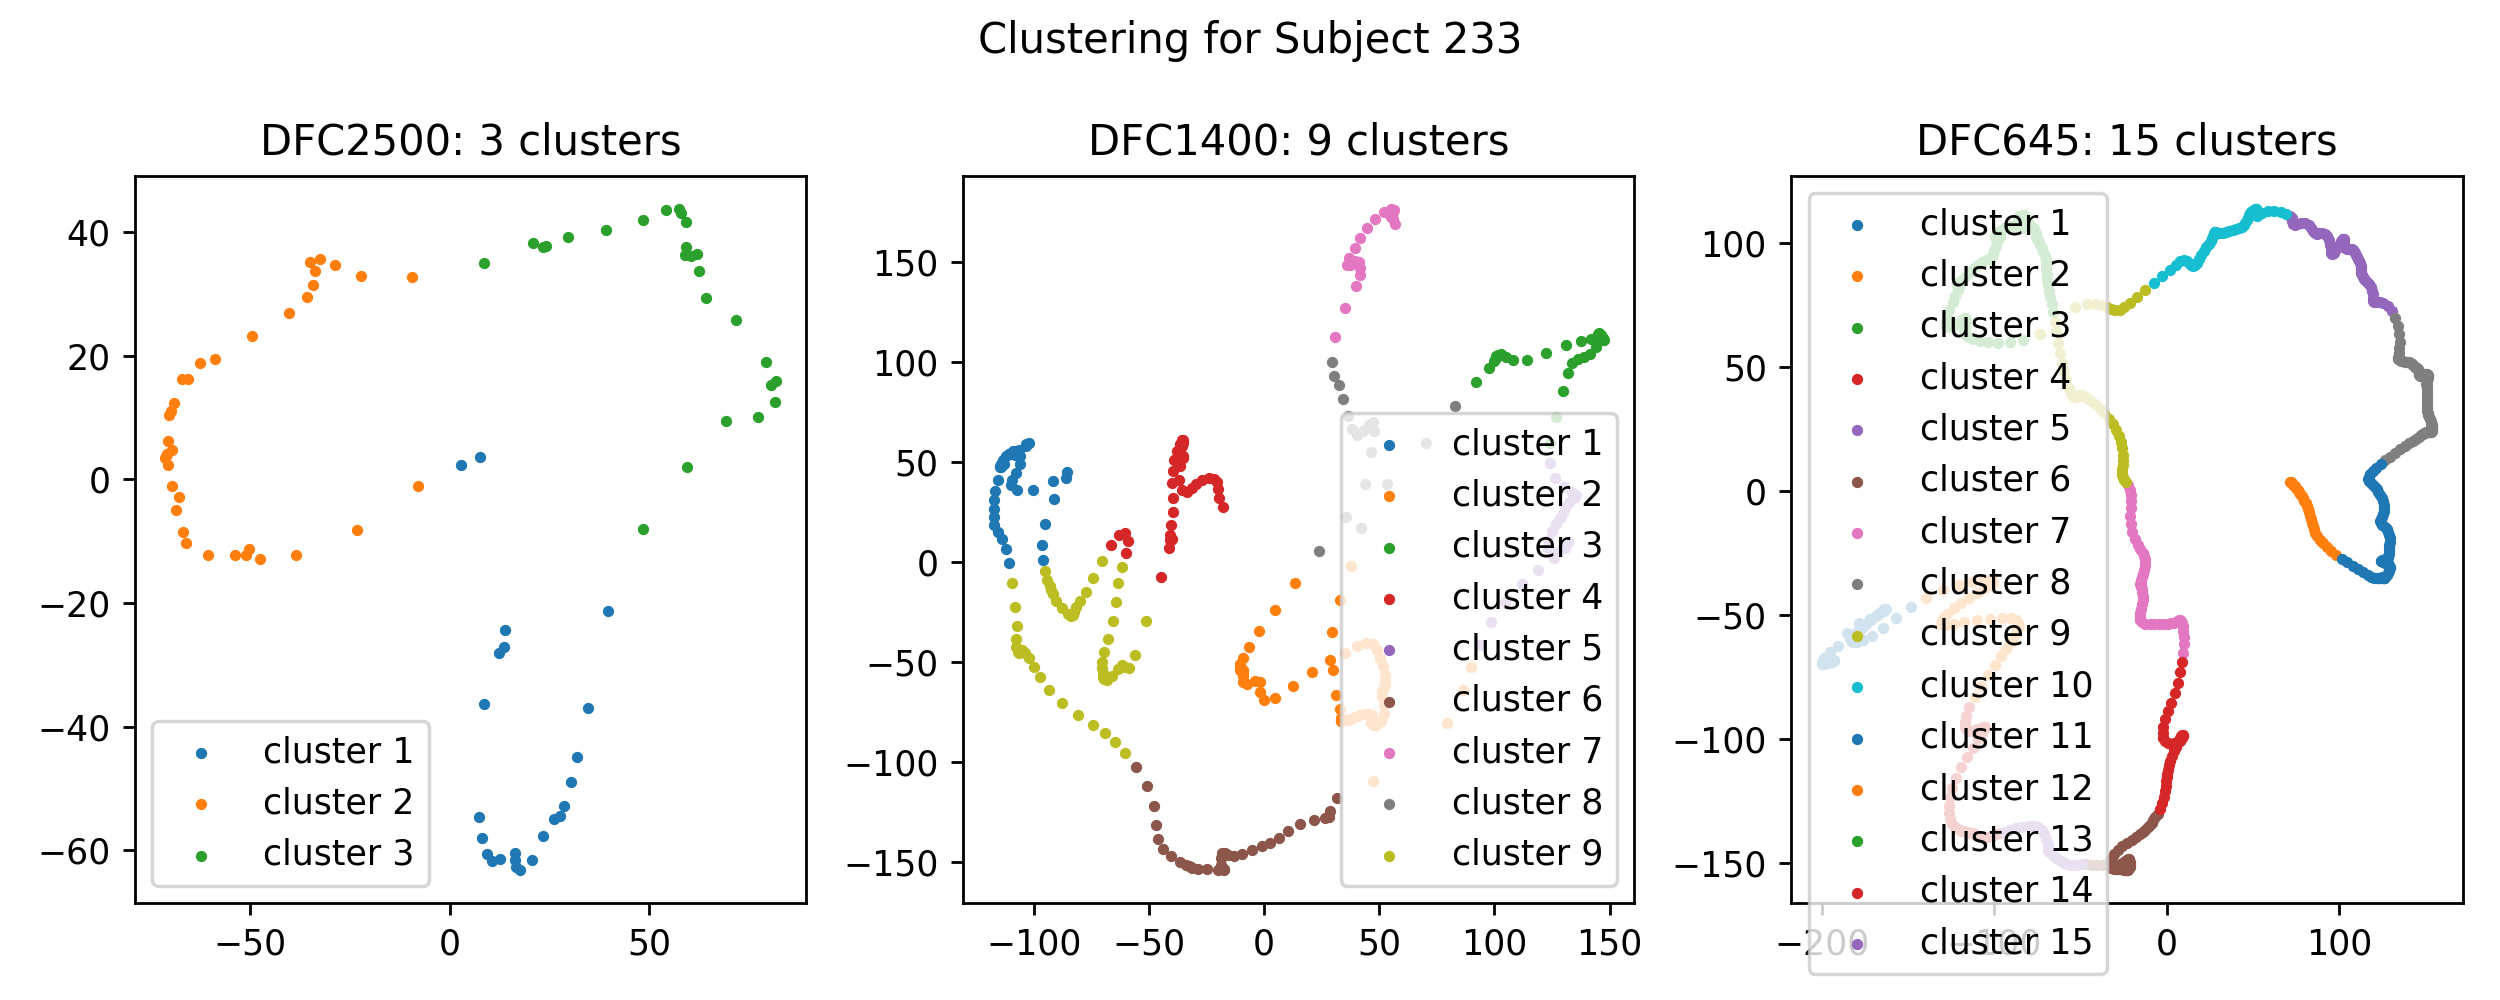 Clustering for Subject 233
DFC2500: 3 clusters
40
20
0
−20
−40
−60
−50
0
50
cluster 1
cluster 2
cluster 3
DFC1400: 9 clusters
150
100
50
0
−50
−100
−150
−100
−50
0
50
100
150
cluster 1
cluster 2
cluster 3
cluster 4
cluster 5
cluster 6
cluster 7
cluster 8
cluster 9
DFC645: 15 clusters
100
50
0
−50
−100
−150
−200
−100
0
100
cluster 1
cluster 2
cluster 3
cluster 4
cluster 5
cluster 6
cluster 7
cluster 8
cluster 9
cluster 10
cluster 11
cluster 12
cluster 13
cluster 14
cluster 15